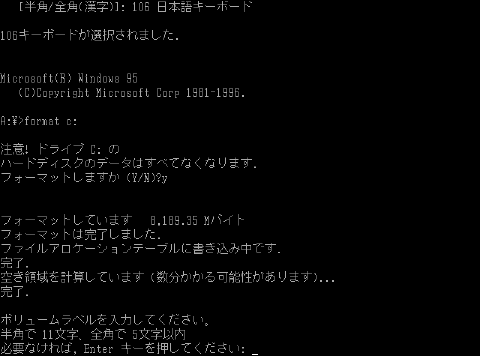 [半角/全角(漢字)]: 106 日本語キーボード
106キーボードが選択されました.
Microsoft(R) Windows 95
(C)Copyright Microsoft Corp 1981-1996.
A:¥>format c:
注意! ドライブ C: の
ハードディスクのデータはすべてなくなります.
フォーマットしますか (Y/N)?y
フォーマットしています 8,189.35 Mバイト
フォーマットは完了しました.
ファイルアロケーションテーブルに書き込み中です.
完了.
空き領域を計算しています (数分かかる可能性があります)...
完了.
ボリュームラベルを入力してください。
半角で 11文字、全角で 5文字以内
必要なければ, Enter キーを押してください: _